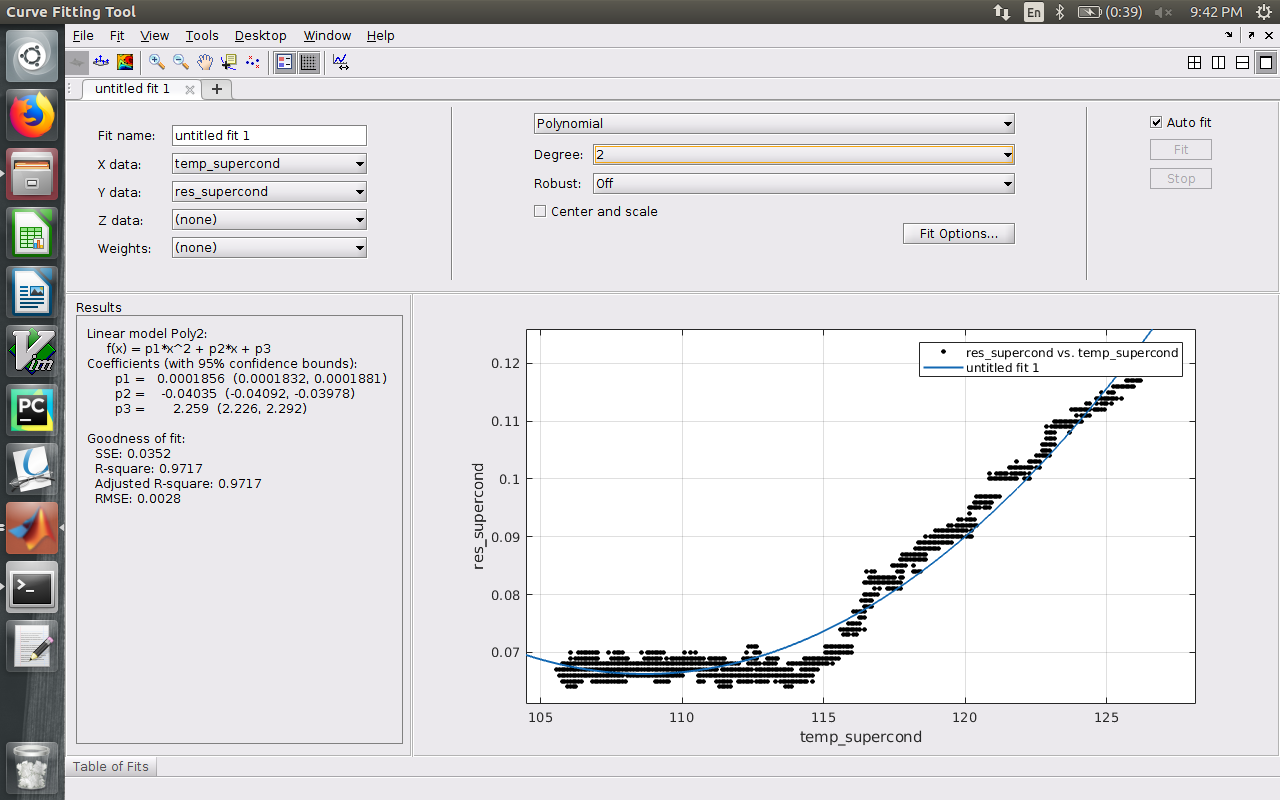 Curve Fitting Tool
En
(0:39)
9:42 PM
File Fit View Tools Desktop Window Help
untitled fit 1
Fit name: untitled fit 1
X data: temp_supercond
Y data: res_supercond
Z data: (none)
Weights: (none)
Polynomial
Degree: 2
Robust: Off
Center and scale
Fit Options...
Auto fit
Fit
Stop
Results
Linear model Poly2:
f(x) = p1*x^2 + p2*x + p3
Coefficients (with 95% confidence bounds):
p1 = 0.0001856 (0.0001832, 0.0001881)
p2 = -0.04035 (-0.04092, -0.03978)
p3 = 2.259 (2.226, 2.292)
Goodness of fit:
SSE: 0.0352
R-square: 0.9717
Adjusted R-square: 0.9717
RMSE: 0.0028
res_supercond vs. temp_supercond
untitled fit 1
0.12
0.11
0.1
0.09
0.08
0.07
res_supercond
105 110 115 120 125
temp_supercond
Table of Fits
Vim
PC
>_